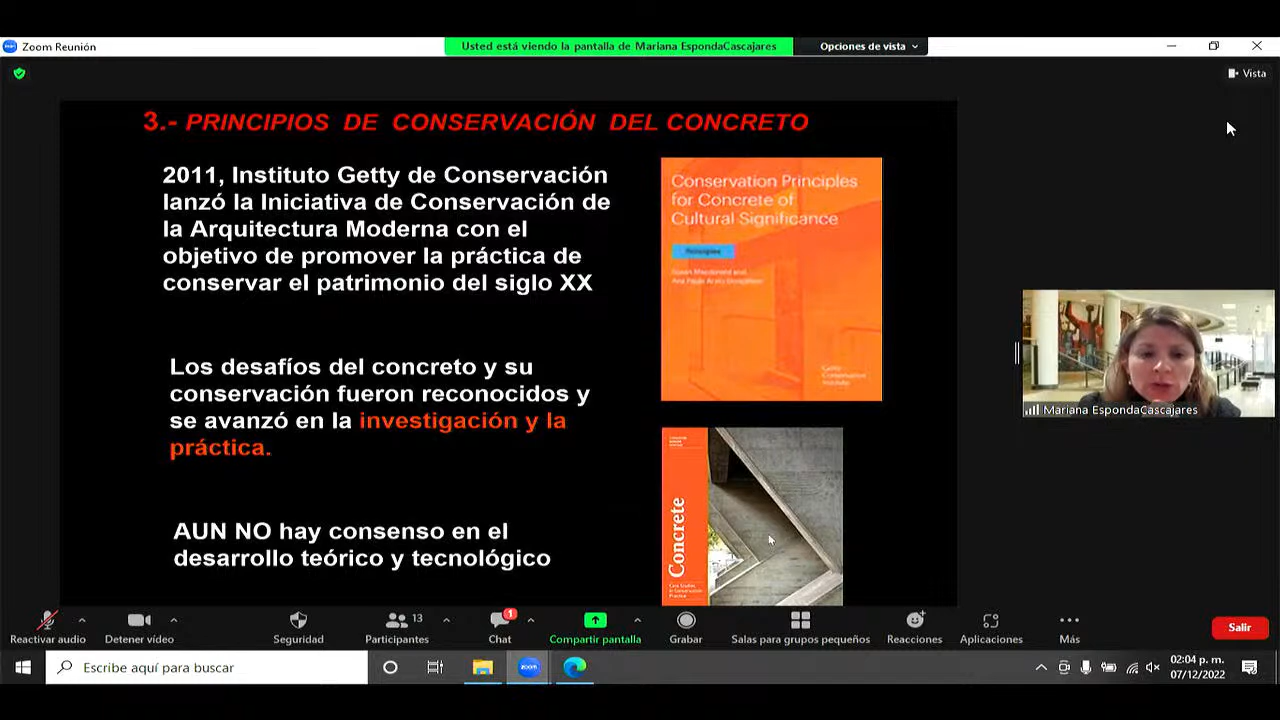 Zoom Reunión
Usted está viendo la pantalla de Mariana EspondaCascajares
Opciones de vista
Vista
3.- PRINCIPIOS DE CONSERVACIÓN DEL CONCRETO
2011, Instituto Getty de Conservación
lanzó la Iniciativa de Conservación de
la Arquitectura Moderna con el
objetivo de promover la práctica de
conservar el patrimonio del siglo XX
Conservation Principles
for Concrete of
Cultural Significance
Los desafíos del concreto y su
conservación fueron reconocidos y
se avanzó en la investigación y la
práctica.
Concrete
AUN NO hay consenso en el
desarrollo teórico y tecnológico
Mariana EspondaCascajares
Reactivar audio
Detener vídeo
Seguridad
13
Participantes
1
Chat
Compartir pantalla
Grabar
Salas para grupos pequeños
Reacciones
Aplicaciones
Más
Salir
Escribe aquí para buscar
zoom
02:04 p. m.
07/12/2022